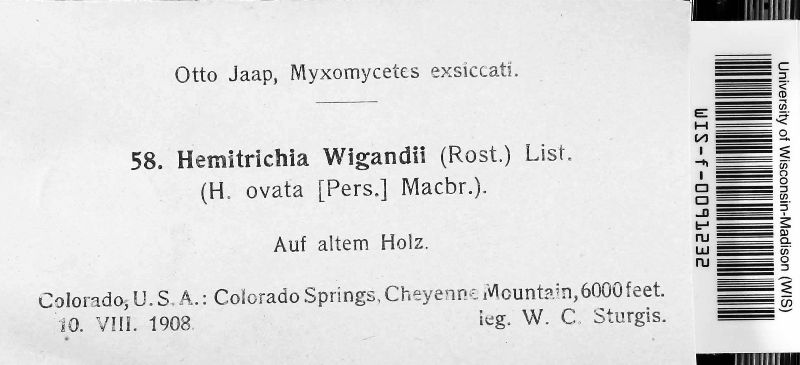 Otto Jaap, Myxomycetes exsiccati.
58. Hemitrichia Wigandii (Rost.) List.
(H. ovata [Pers.] Macbr.).
Auf altem Holz.
Colorado, U. S. A.: Colorado Springs, Cheyenne Mountain, 6000 feet.
10. VIII. 1908.
leg. W. C. Sturgis.
University of Wisconsin-Madison (WIS)
WIS-f-0091232